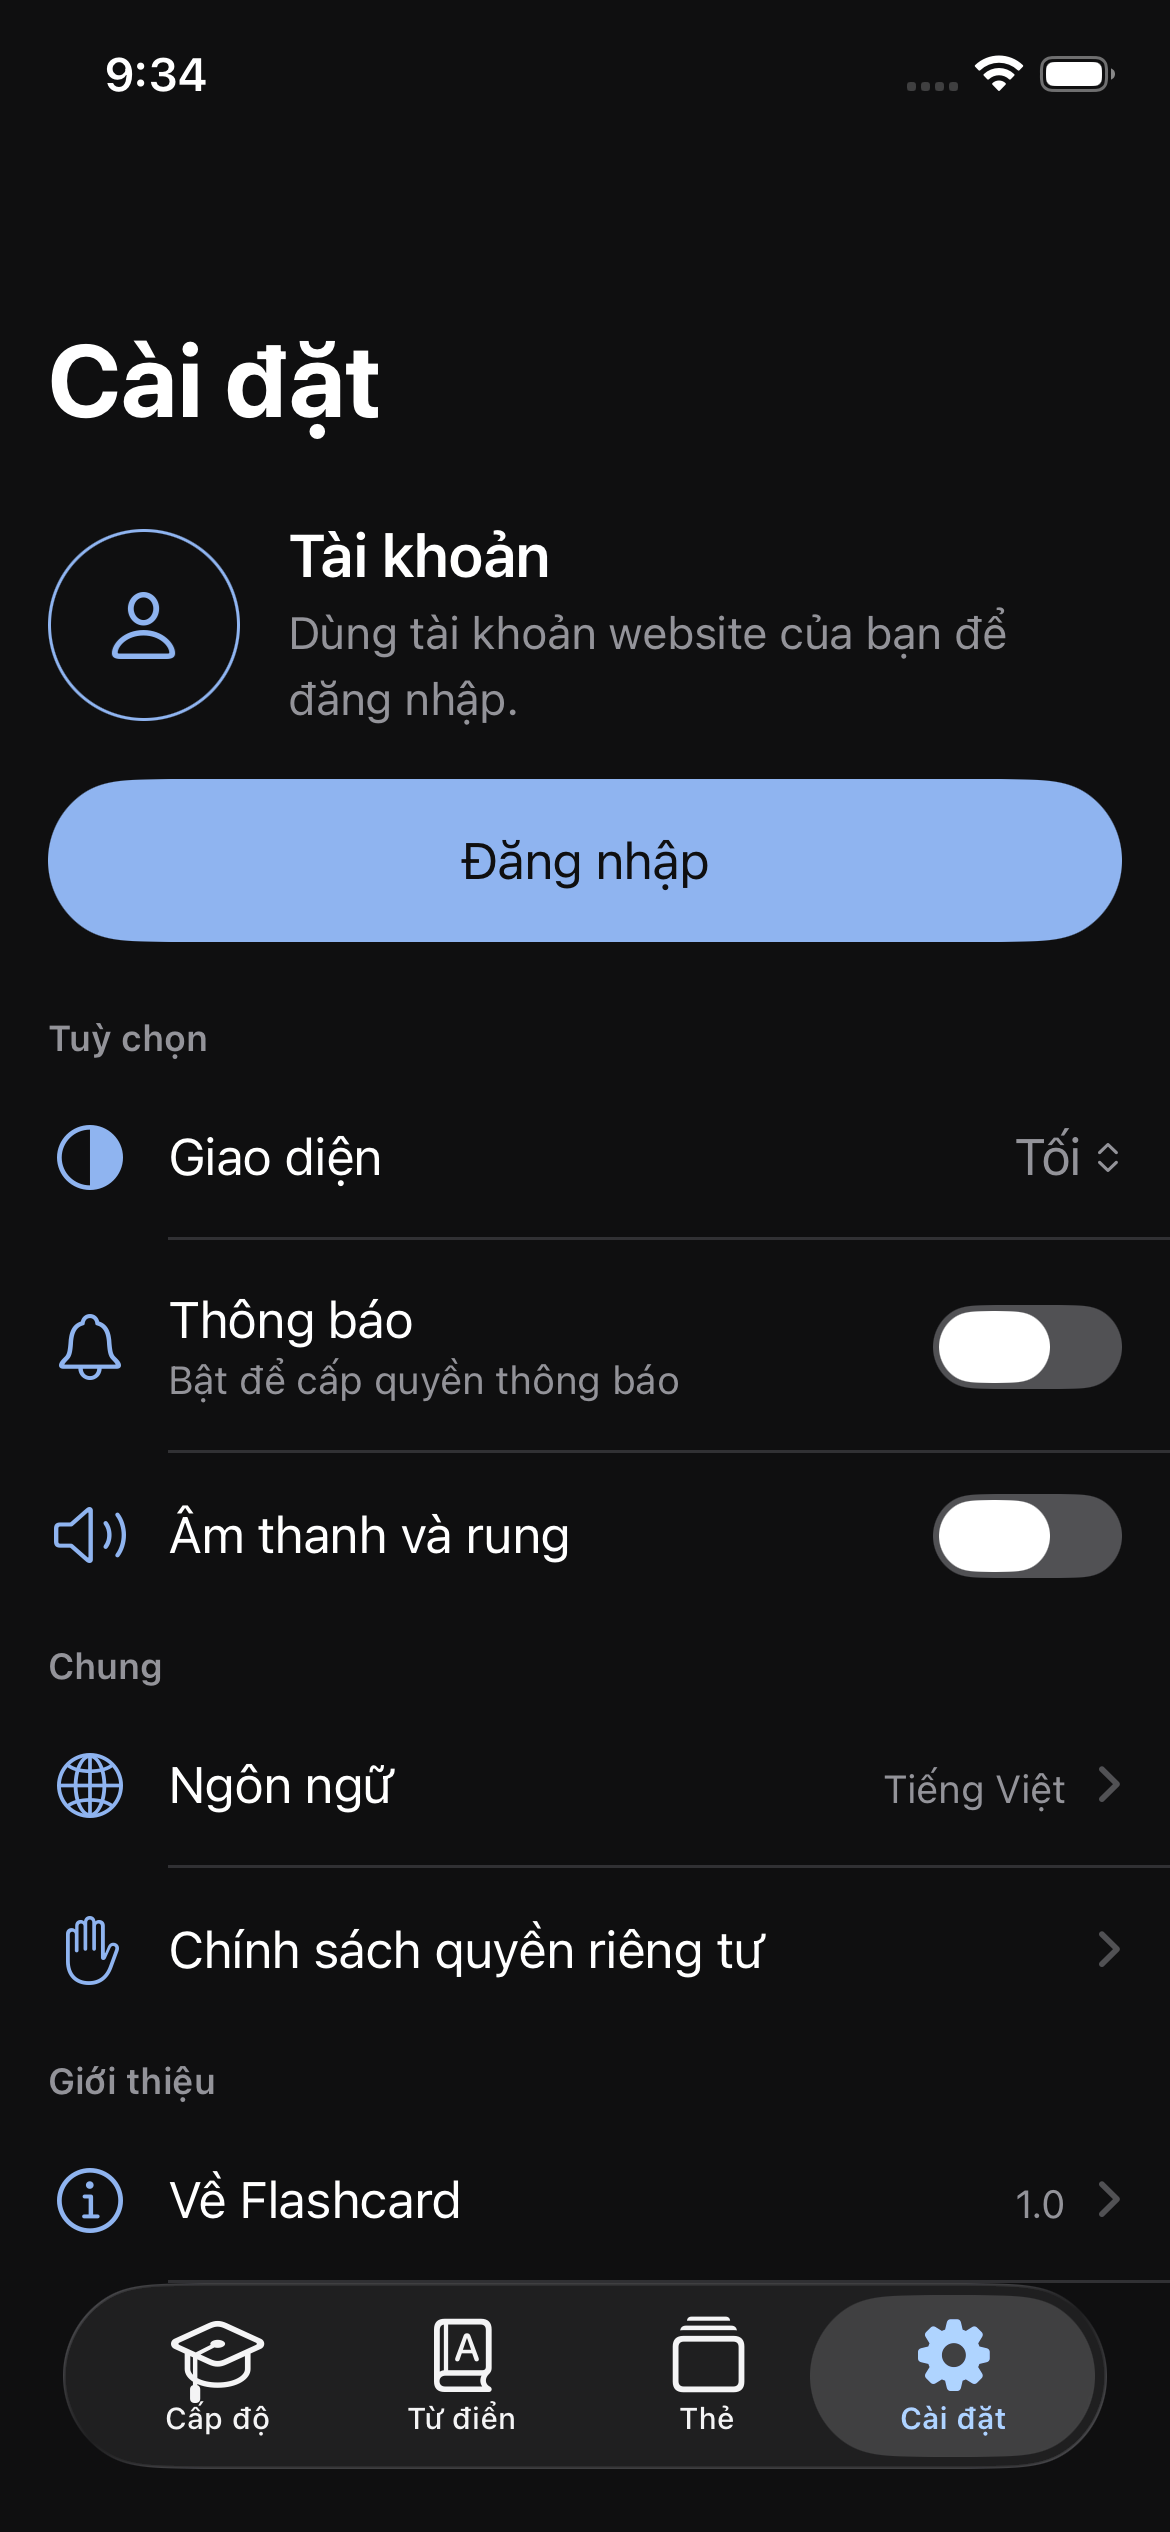 9:34
Cài đặt
Tài khoản
Dùng tài khoản website của bạn để
đăng nhập.
Đăng nhập
Tuỳ chọn
Giao diện
Tối
Thông báo
Bật để cấp quyền thông báo
Âm thanh và rung
Chung
Ngôn ngữ
Tiếng Việt
Chính sách quyền riêng tư
Giới thiệu
Về Flashcard
1.0
Cấp độ
Từ điển
Thẻ
Cài đặt